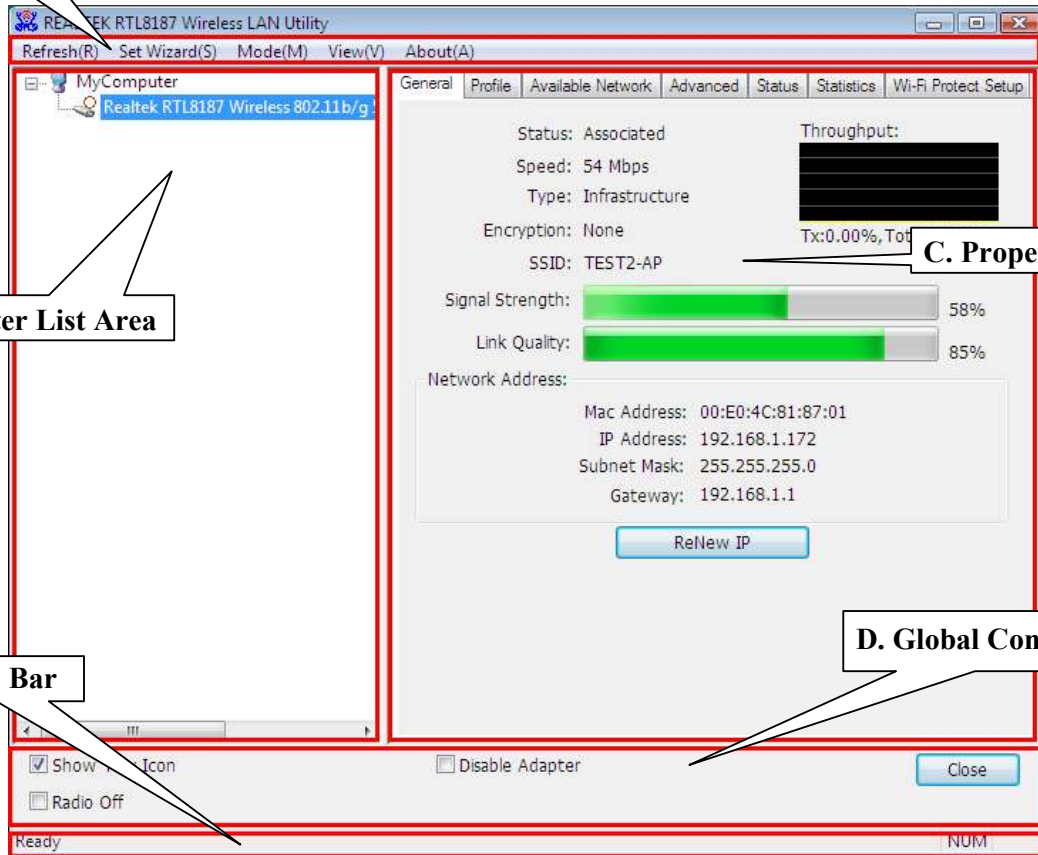 REALTEK RTL8187 Wireless LAN Utility
Refresh(R) Set Wizard(S) Mode(M) View(V) About(A)
MyComputer
Realtek RTL8187 Wireless 802.11b/g
General Profile Available Network Advanced Status Statistics Wi-Fi Protect Setup
Status: Associated
Throughput:
Speed: 54 Mbps
Type: Infrastructure
Encryption: None
Tx:0.00%, Tot
C. Prope
SSID: TEST2-AP
Signal Strength: 58%
ter List Area
Link Quality: 85%
Network Address:
Mac Address: 00:E0:4C:81:87:01
IP Address: 192.168.1.172
Subnet Mask: 255.255.255.0
Gateway: 192.168.1.1
ReNew IP
D. Global Con
Bar
Show Icon
Disable Adapter
Close
Radio Off
Ready NUM